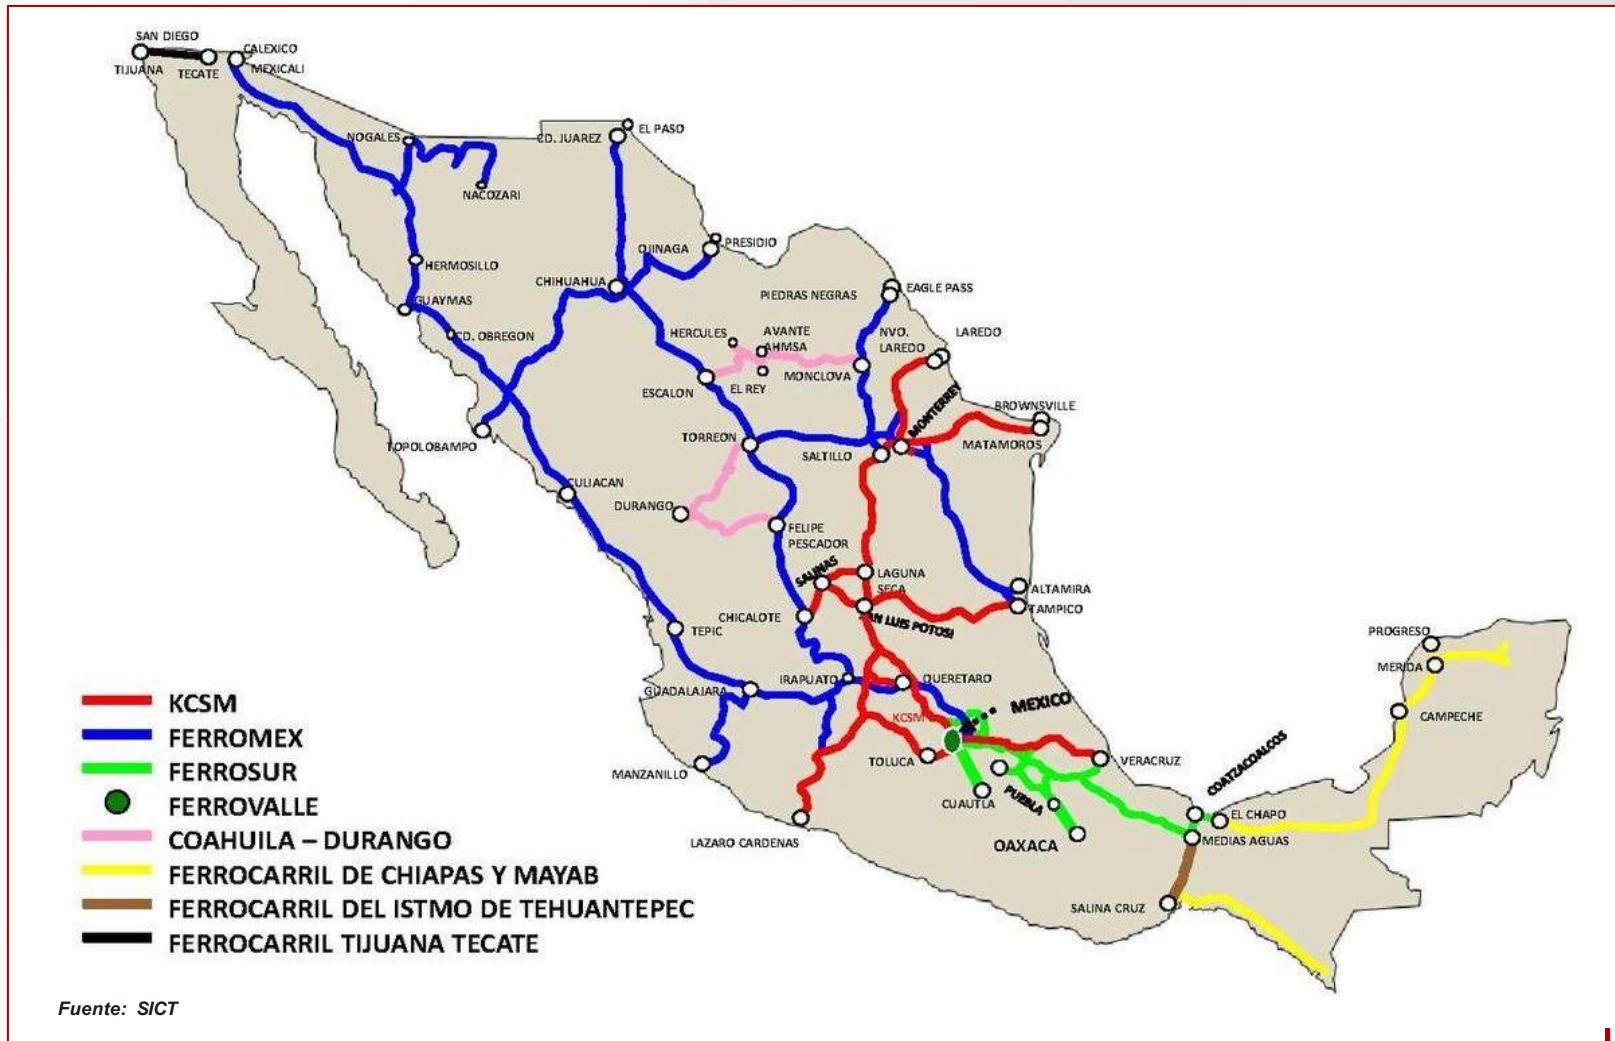 SAN DIEGO
TIJUANA
TECATE
CALEXICO
MEXICALI
NOGALES
NACOZARI
CD. JUAREZ
EL PASO
HERMOSILLO
GUAYMAS
CD. OBREGON
CHIHUAHUA
OJINAGA
PRESIDIO
PIEDRAS NEGRAS
EAGLE PASS
HERCULES
AVANTE
AHMSA
NVO.
LAREDO
LAREDO
ESCALON
EL REY
MONCLOVA
MONTERREY
BROWNSVILLE
MATAMOROS
TOPOLOBAMPO
TORREON
SALTILLO
CULIACAN
DURANGO
FELIPE
PESCADOR
SALINAS
LAGUNA
SECA
ALTAMIRA
TAMPICO
CHICALOTE
SAN LUIS POTOSI
TEPIC
PROGRESO
MERIDA
GUADALAJARA
IRAPUATO
QUERETARO
MEXICO
KCSM
CAMPECHE
MANZANILLO
TOLUCA
VERACRUZ
COATZACOALCOS
CUAUTLA
PUEBLA
EL CHAPO
LAZARO CARDENAS
OAXACA
MEDIAS AGUAS
SALINA CRUZ
KCSM
FERROMEX
FERROSUR
FERROVALLE
COAHUILA – DURANGO
FERROCARRIL DE CHIAPAS Y MAYAB
FERROCARRIL DEL ISTMO DE TEHUANTEPEC
FERROCARRIL TIJUANA TECATE
Fuente: SICT